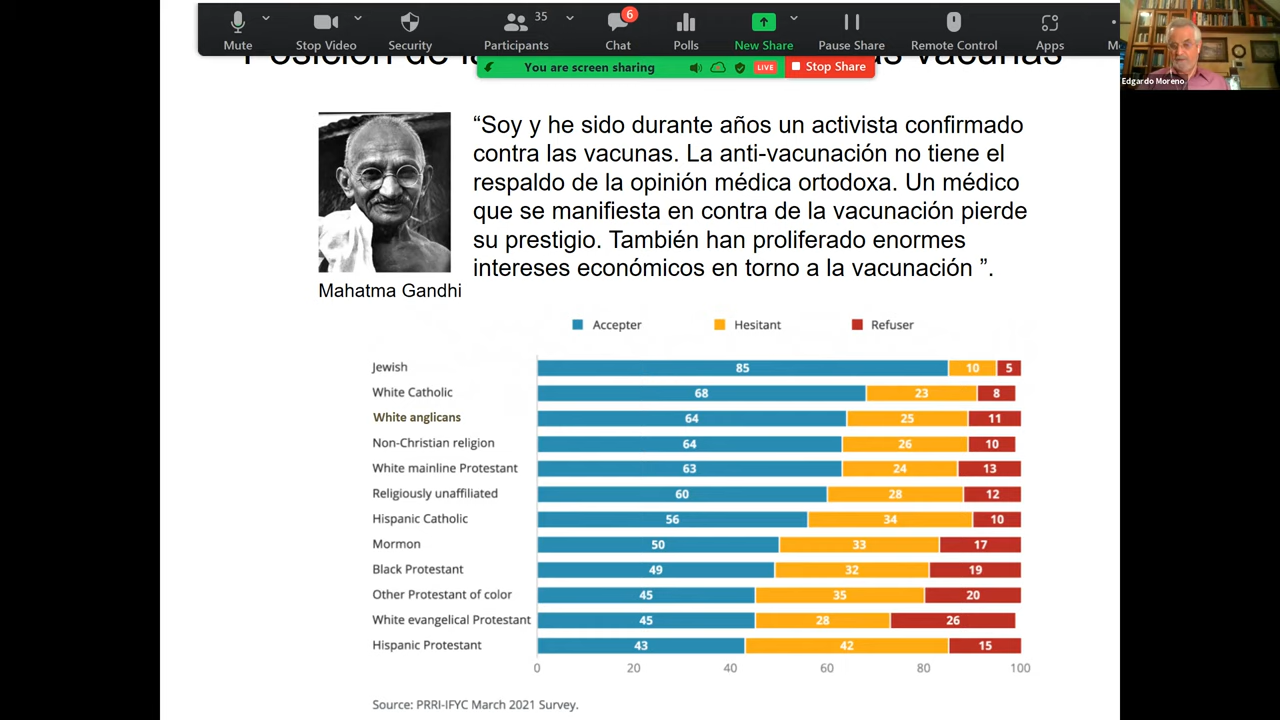 35
6
Mute
Stop Video
Security
Participants
Chat
Polls
New Share
Pause Share
Remote Control
Apps
You are screen sharing
LIVE
Stop Share
Edgardo Moreno
Posición de
vacunas
“Soy y he sido durante años un activista confirmado
contra las vacunas. La anti-vacunación no tiene el
respaldo de la opinión médica ortodoxa. Un médico
que se manifiesta en contra de la vacunación pierde
su prestigio. También han proliferado enormes
intereses económicos en torno a la vacunación ”.
Mahatma Gandhi
Accepter Hesitant Refuser
Jewish 85 10 5
White Catholic 68 23 8
White anglicans 64 25 11
Non-Christian religion 64 26 10
White mainline Protestant 63 24 13
Religiously unaffiliated 60 28 12
Hispanic Catholic 56 34 10
Mormon 50 33 17
Black Protestant 49 32 19
Other Protestant of color 45 35 20
White evangelical Protestant 45 28 26
Hispanic Protestant 43 42 15
0 20 40 60 80 100
Source: PRRI-IFYC March 2021 Survey.